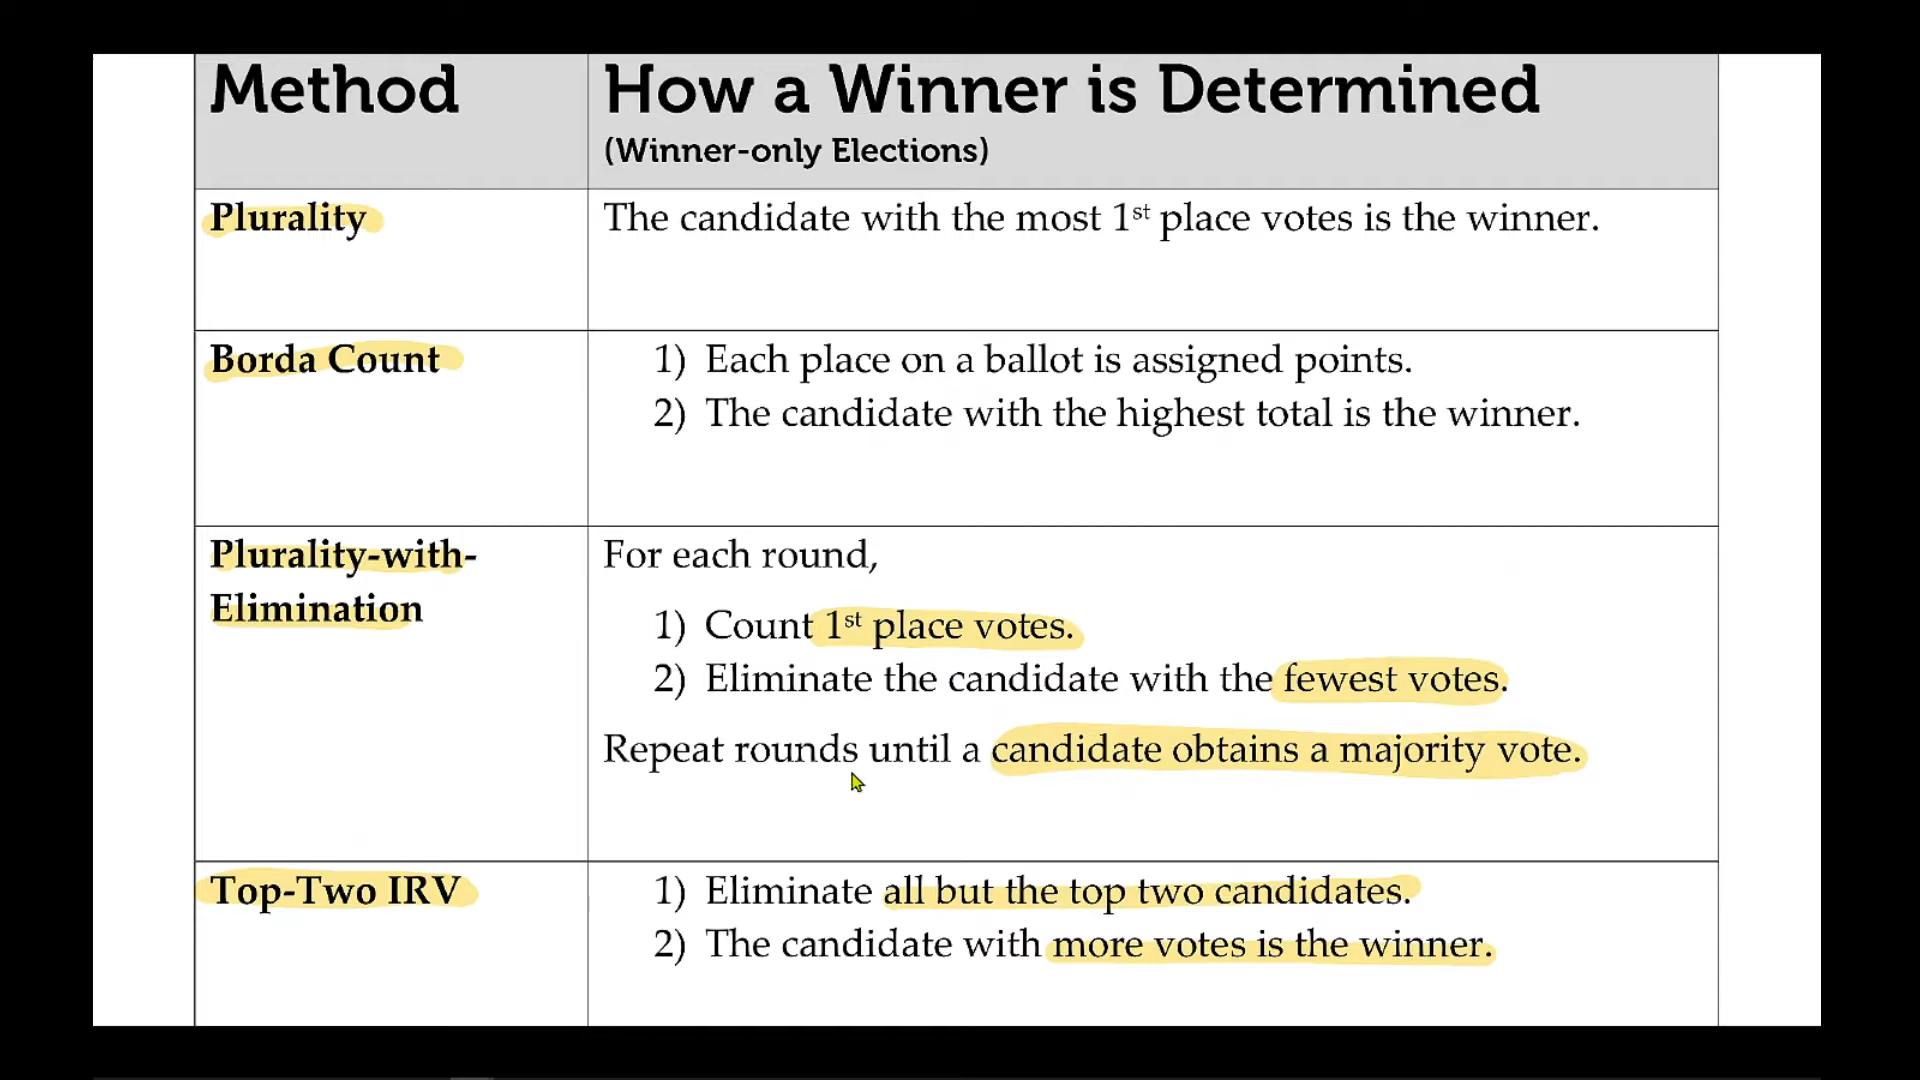 Method
How a Winner is Determined
(Winner-only Elections)
Plurality
The candidate with the most 1st place votes is the winner.
Borda Count
1) Each place on a ballot is assigned points.
2) The candidate with the highest total is the winner.
Plurality-with-
Elimination
For each round,
1) Count 1st place votes.
2) Eliminate the candidate with the fewest votes.
Repeat rounds until a candidate obtains a majority vote.
Top-Two IRV
1) Eliminate all but the top two candidates.
2) The candidate with more votes is the winner.